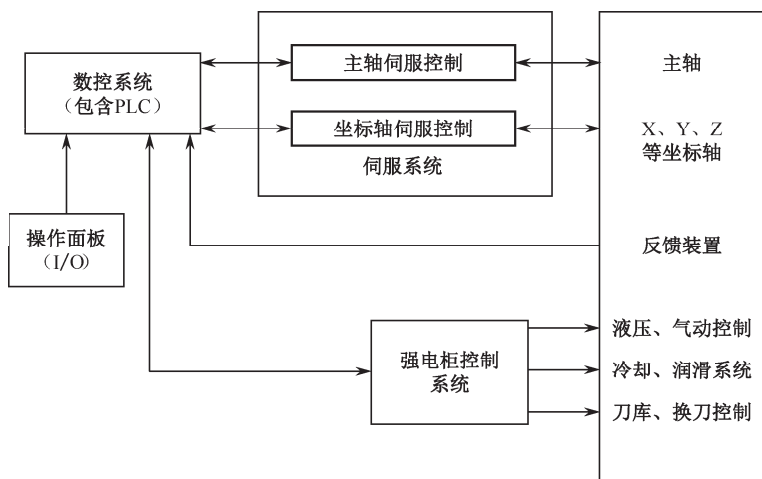 数控系统
（包含PLC）
主轴伺服控制
坐标轴伺服控制
伺服系统
主轴
X、Y、Z
等坐标轴
操作面板
（I/O）
反馈装置
强电柜控制
系统
液压、气动控制
冷却、润滑系统
刀库、换刀控制